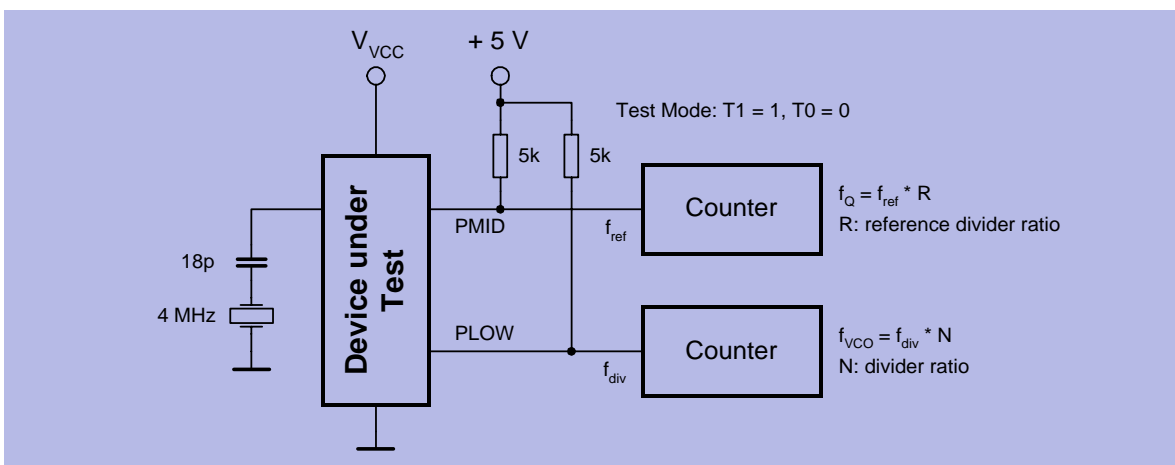 V_VCC
+ 5 V
Test Mode: T1 = 1, T0 = 0
5k
5k
Device under
Test
PMID
f_ref
Counter
f_Q = f_ref * R
R: reference divider ratio
18p
4 MHz
PLOW
f_div
Counter
f_VCO = f_div * N
N: divider ratio